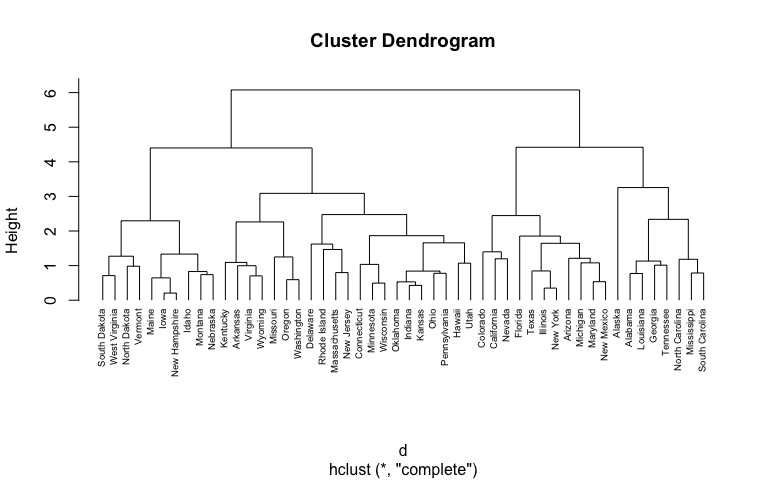 Cluster Dendrogram
Height
6
5
4
3
2
1
0
South Dakota
West Virginia
North Dakota
Vermont
Maine
Iowa
New Hampshire
Idaho
Montana
Nebraska
Kentucky
Arkansas
Virginia
Wyoming
Missouri
Oregon
Washington
Delaware
Rhode Island
Massachusetts
New Jersey
Connecticut
Minnesota
Wisconsin
Oklahoma
Indiana
Kansas
Ohio
Pennsylvania
Hawaii
Utah
Colorado
California
Nevada
Florida
Texas
Illinois
New York
Arizona
Michigan
Maryland
New Mexico
Alaska
Alabama
Louisiana
Georgia
Tennessee
North Carolina
Mississippi
South Carolina
d
hclust (*, "complete")